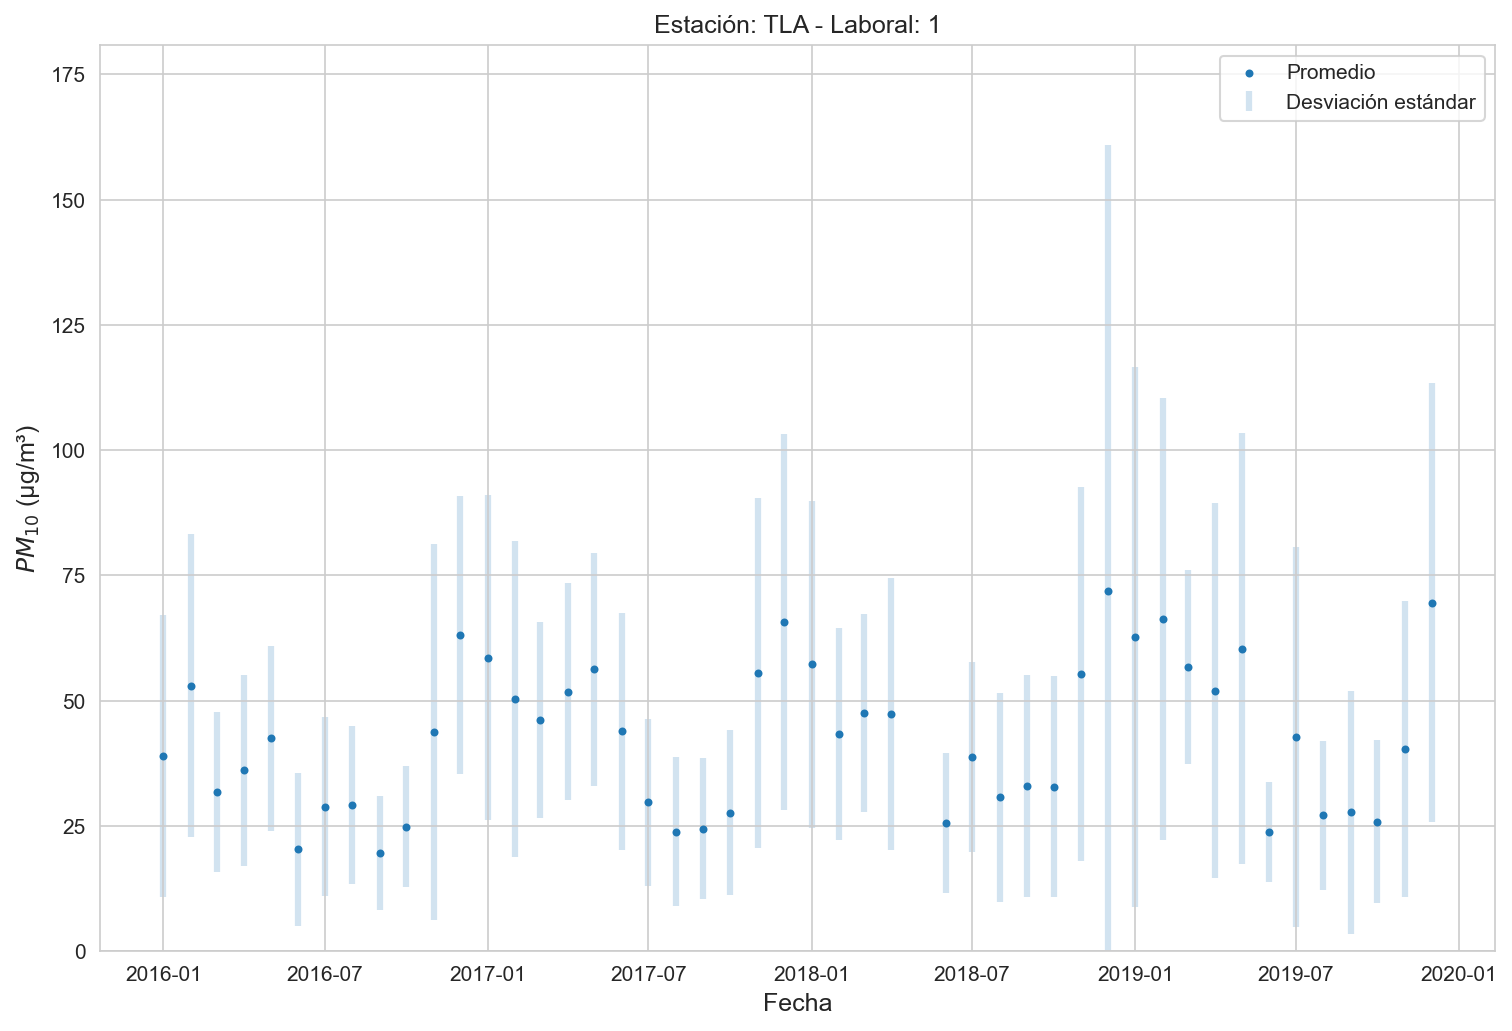 Estación: TLA - Laboral: 1
Promedio
Desviación estándar
175
150
125
100
75
50
25
0
PM₁₀ (µg/m³)
2016-01 2016-07 2017-01 2017-07 2018-01 2018-07 2019-01 2019-07 2020-01
Fecha